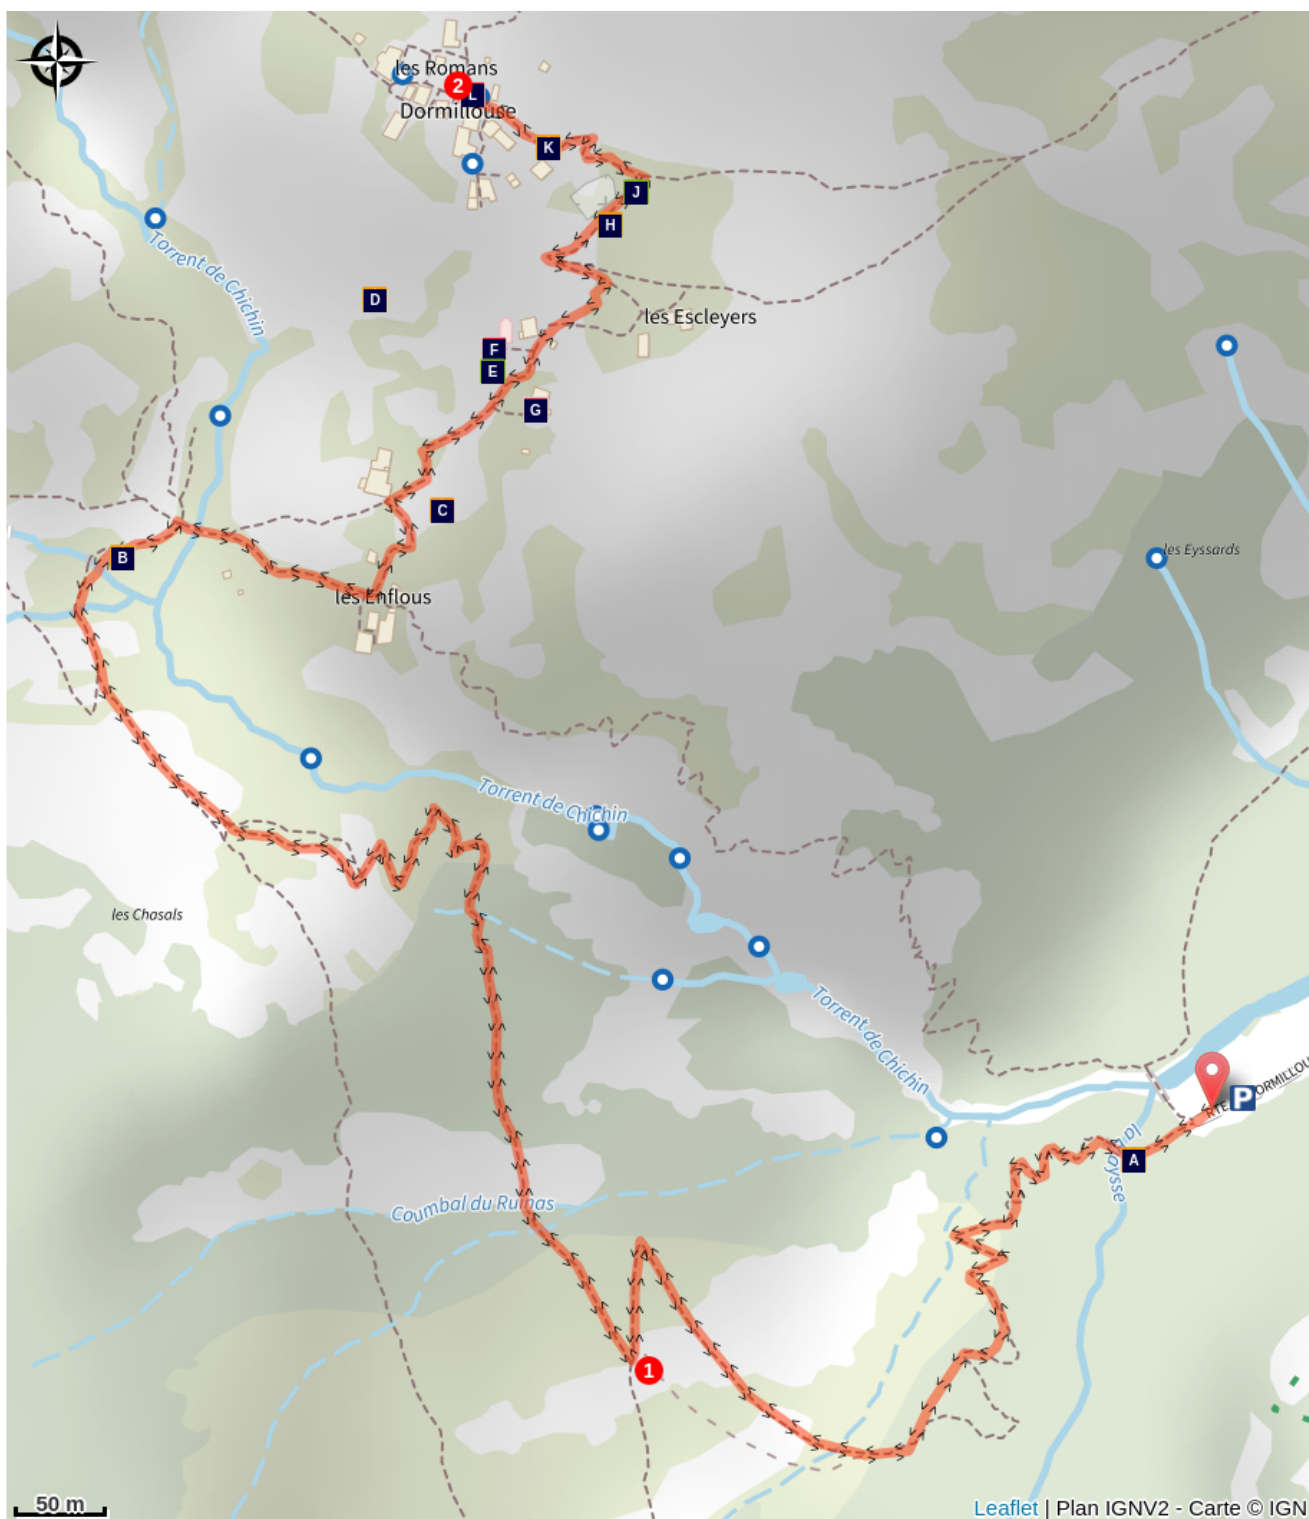 les Romans
2
L
Dormillouse
K
J
H
Torrent de Chichin
D
les Escleyers
F
E
G
C
les Eyssards
B
les Enflous
Torrent de Chichin
les Chasals
Torrent de Chichin
P
A
Coumbal du Ruinas
1
50 m
Leaflet | Plan IGNV2 - Carte © IGN